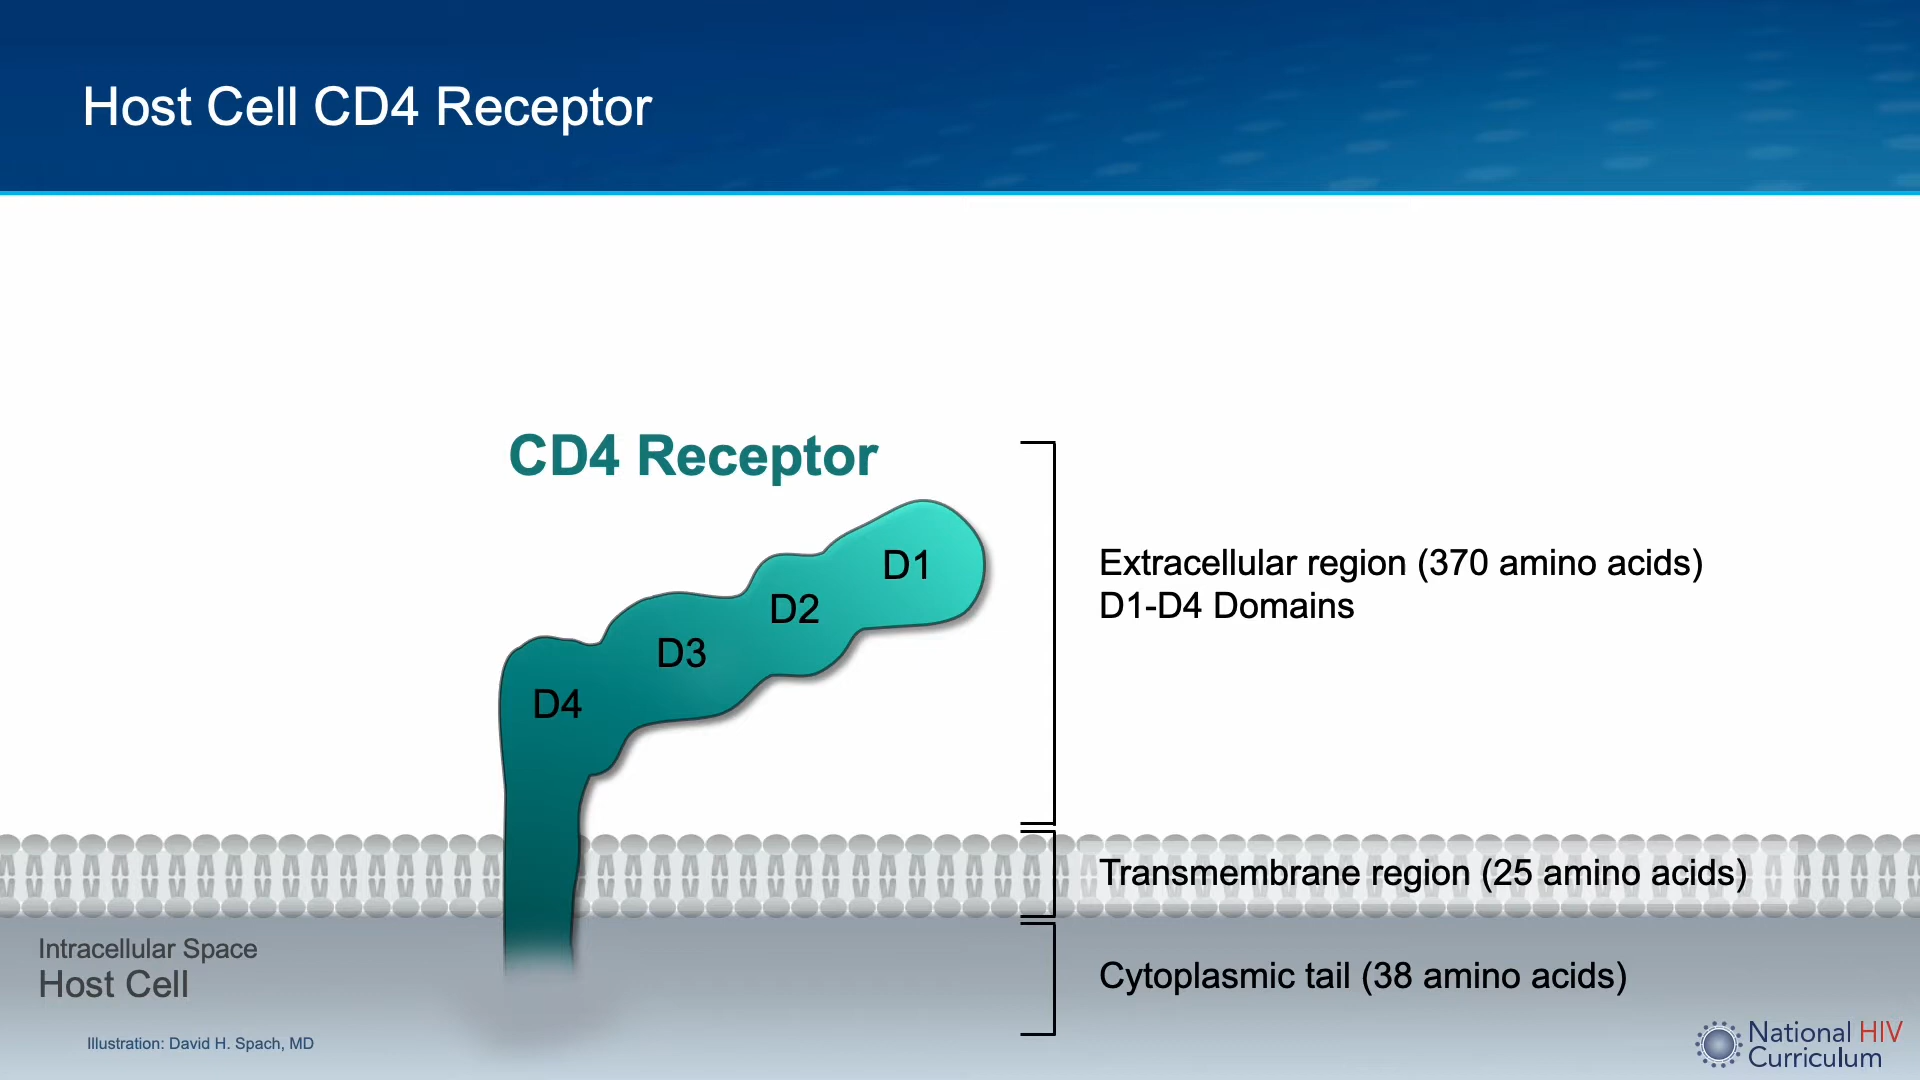 Host Cell CD4 Receptor
CD4 Receptor
D1
D2
D3
D4
Extracellular region (370 amino acids)
D1-D4 Domains
Transmembrane region (25 amino acids)
Cytoplasmic tail (38 amino acids)
Intracellular Space
Host Cell
Illustration: David H. Spach, MD
National HIV
Curriculum